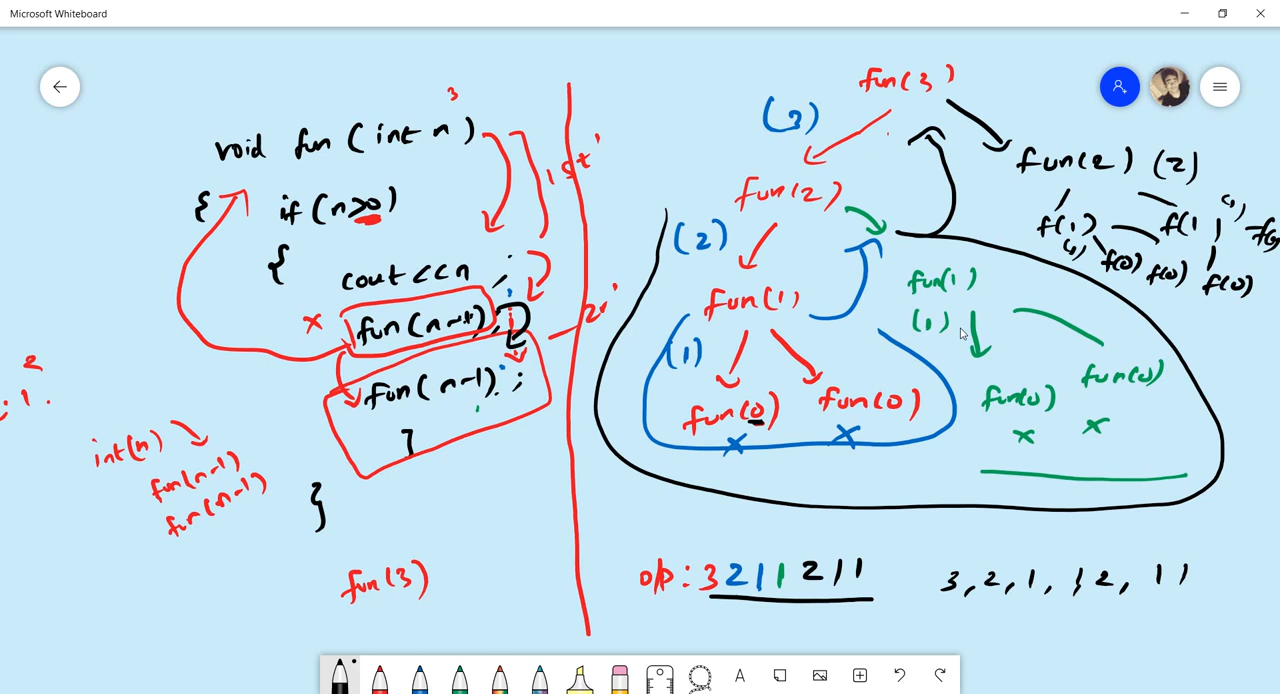 Microsoft Whiteboard
3
void fun (int n)
{ if (n>0)
{
cout << n ;
x fun(n-1) ;
fun(n-1) ;
}
}
1st
2
1.
int(n)
fun(n-1)
fun(n-1)
fun(3)
fun(3)
(3)
fun(2)
fun(2) (2)
f(1) f(1)
f(0) f(0) f(0)
(2)
fun(1)
fun(1)
(1)
(1)
fun(0) fun(0)
x x
fun(0) fun(0)
x x
o/p : 3 2 1 1 2 1 1
3, 2, 1, 1 2, 1 1
A